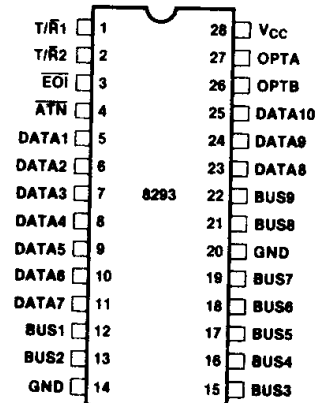 T/R̅1 1 28 VCC
T/R̅2 2 27 OPTA
E̅O̅I̅ 3 26 OPTB
A̅T̅N̅ 4 25 DATA10
DATA1 5 24 DATA9
DATA2 6 23 DATA8
DATA3 7 8293 22 BUS9
DATA4 8 21 BUS8
DATA5 9 20 GND
DATA6 10 19 BUS7
DATA7 11 18 BUS6
BUS1 12 17 BUS5
BUS2 13 16 BUS4
GND 14 15 BUS3